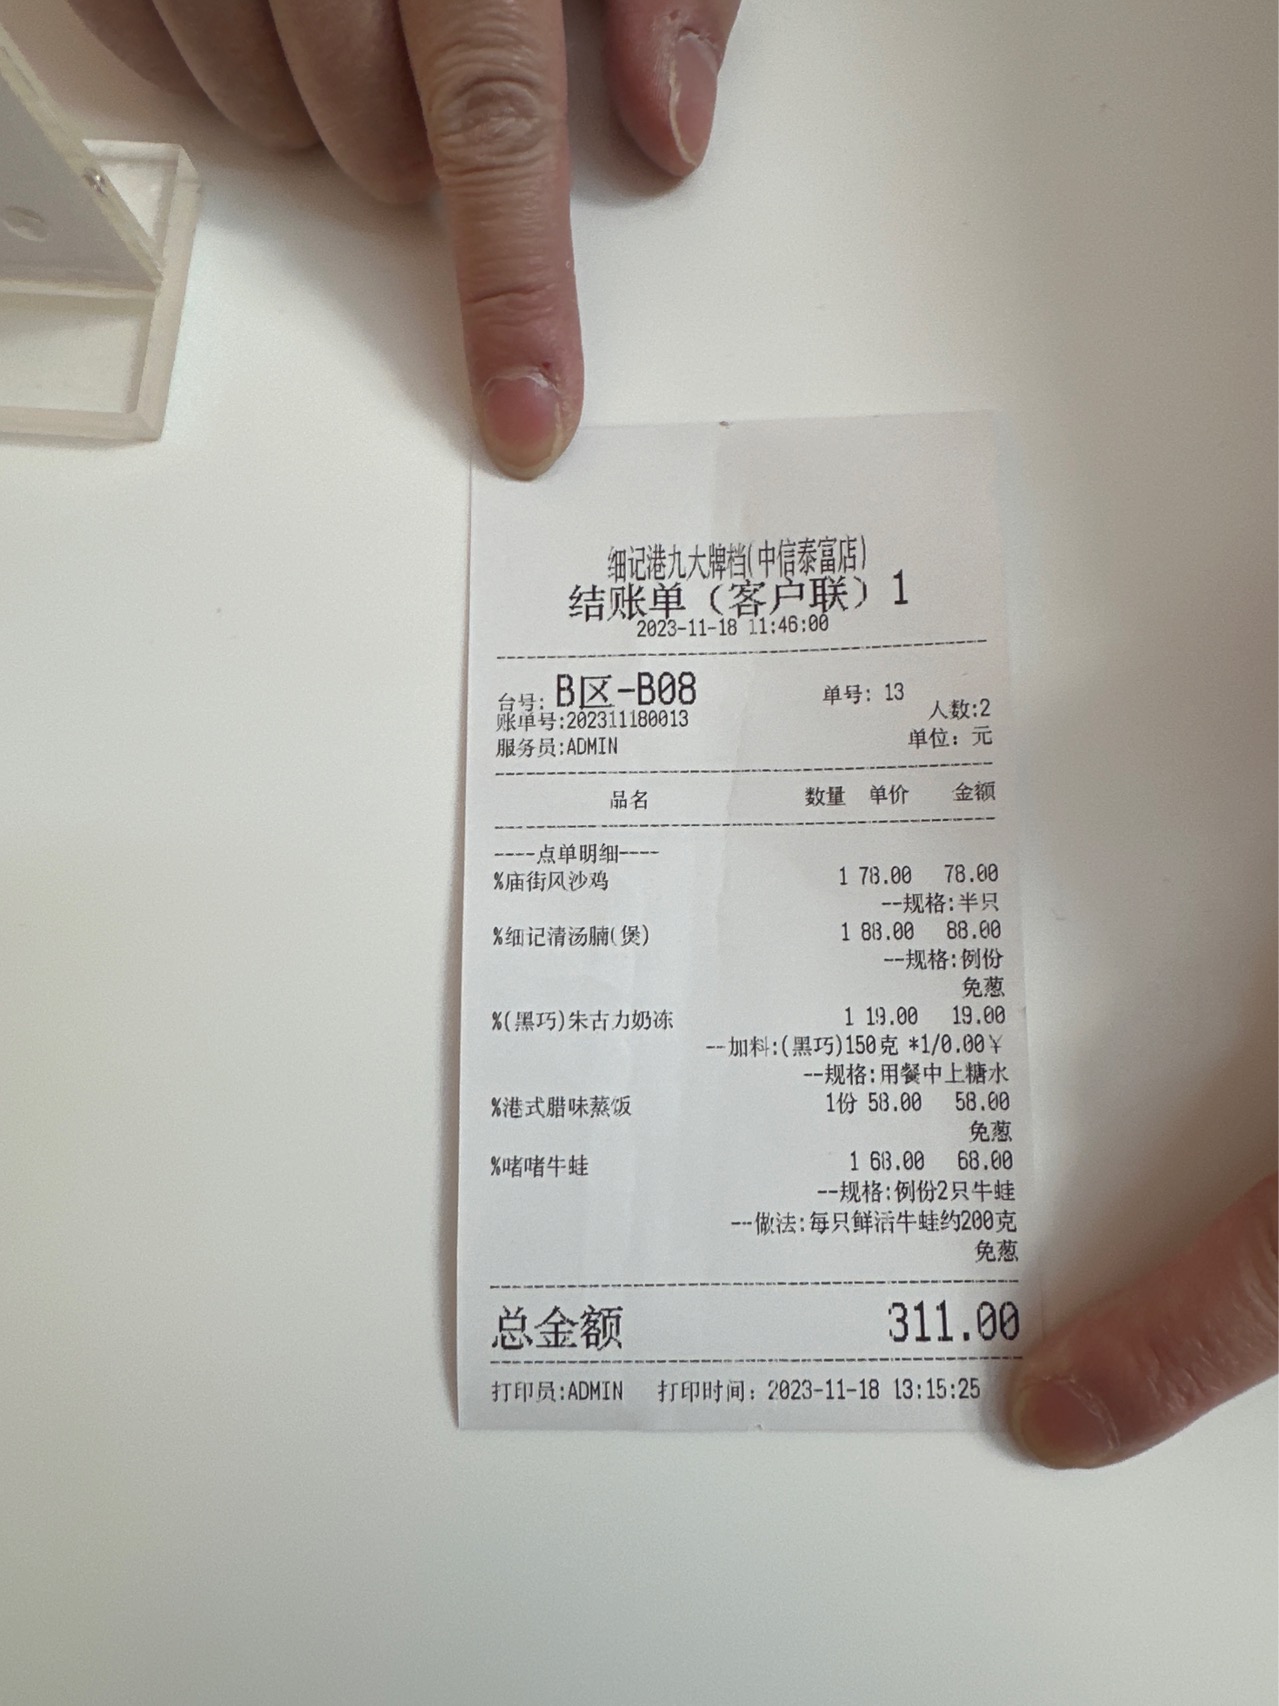 细记港九大牌档(中信泰富店)
结账单（客户联）1
2023-11-18 11:46:00
台号: B区-B08 单号: 13
账单号:202311180013 人数:2
服务员:ADMIN 单位: 元
品名 数量 单价 金额
----点单明细----
%庙街风沙鸡 1 78.00 78.00
--规格:半只
%细记清汤腩(煲) 1 88.00 88.00
--规格:例份
免葱
%(黑巧)朱古力奶冻 1 19.00 19.00
--加料:(黑巧)150克 *1/0.00￥
--规格:用餐中上糖水
%港式腊味蒸饭 1份 58.00 58.00
免葱
%啫啫牛蛙 1 68.00 68.00
--规格:例份2只牛蛙
--做法:每只鲜活牛蛙约200克
免葱
总金额 311.00
打印员:ADMIN 打印时间: 2023-11-18 13:15:25